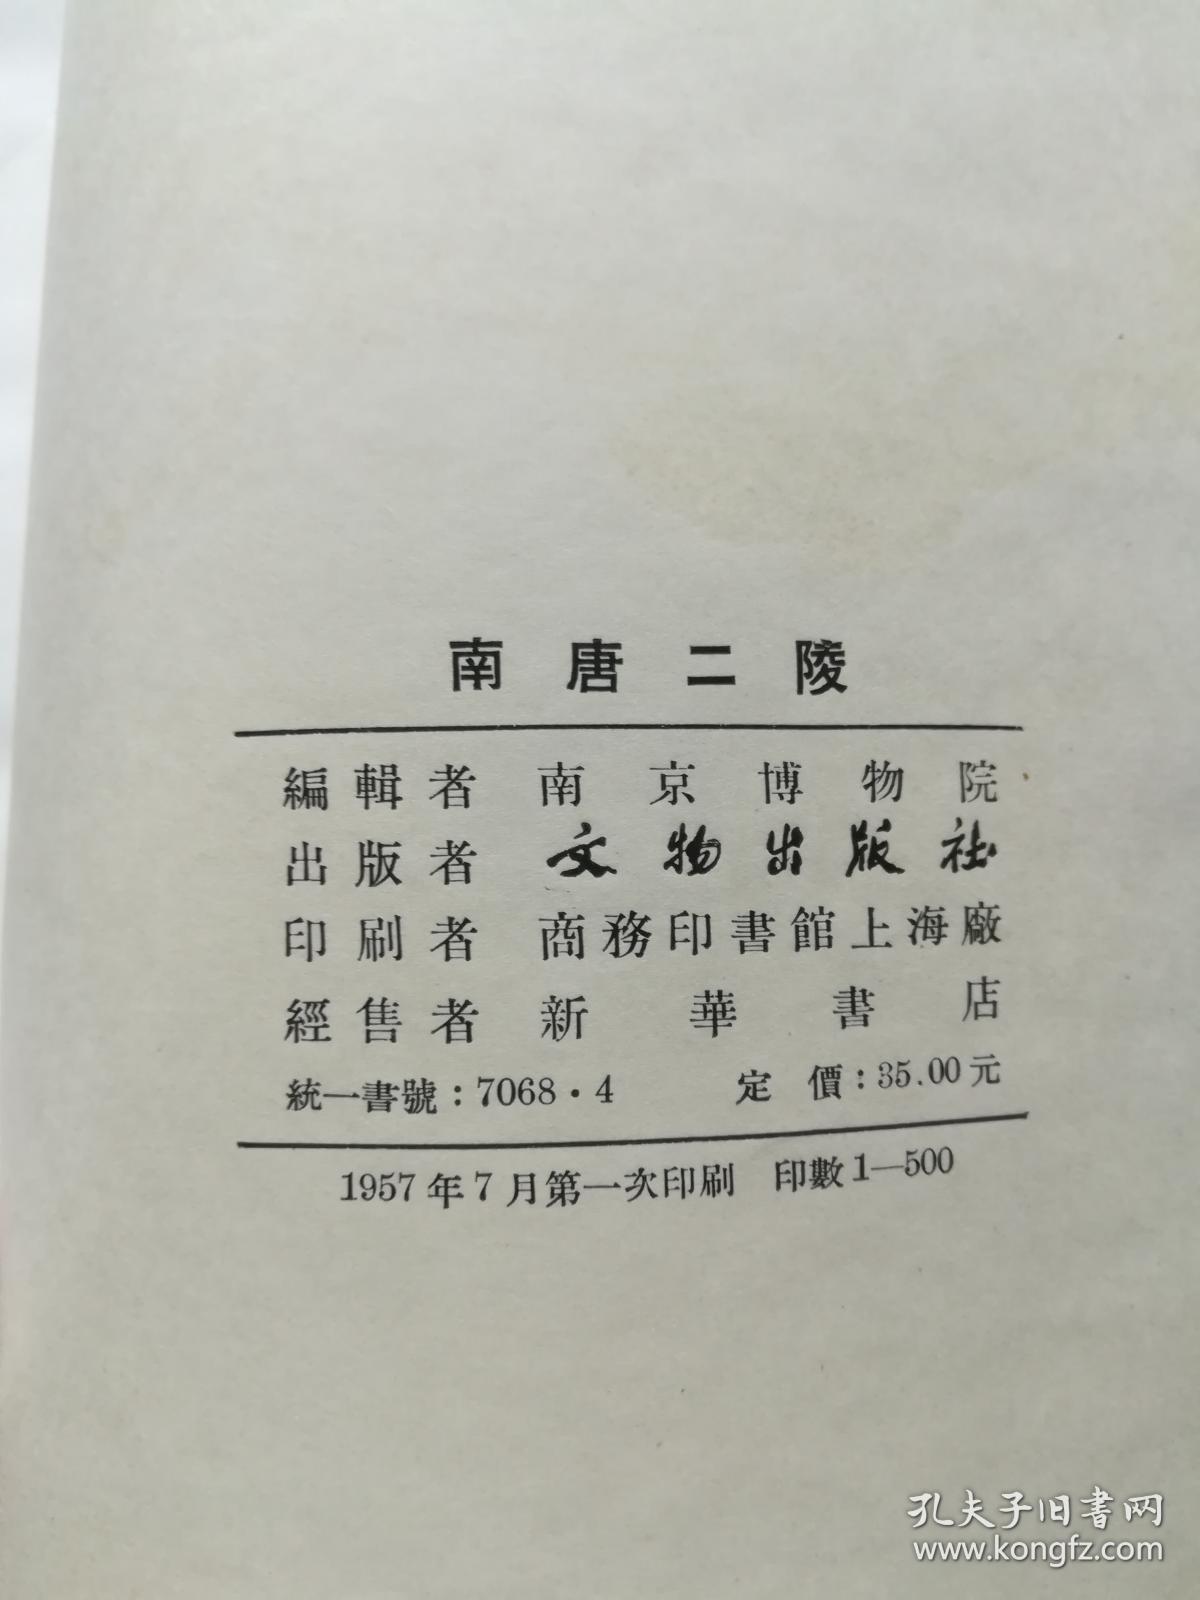 南唐二陵
編輯者 南京博物院
出版者 文物出版社
印刷者 商務印書館上海廠
經售者 新華書店
統一書號：7068·4 定價：35.00元
1957年7月第一次印刷 印數1—500
孔夫子旧书网
www.kongfz.com